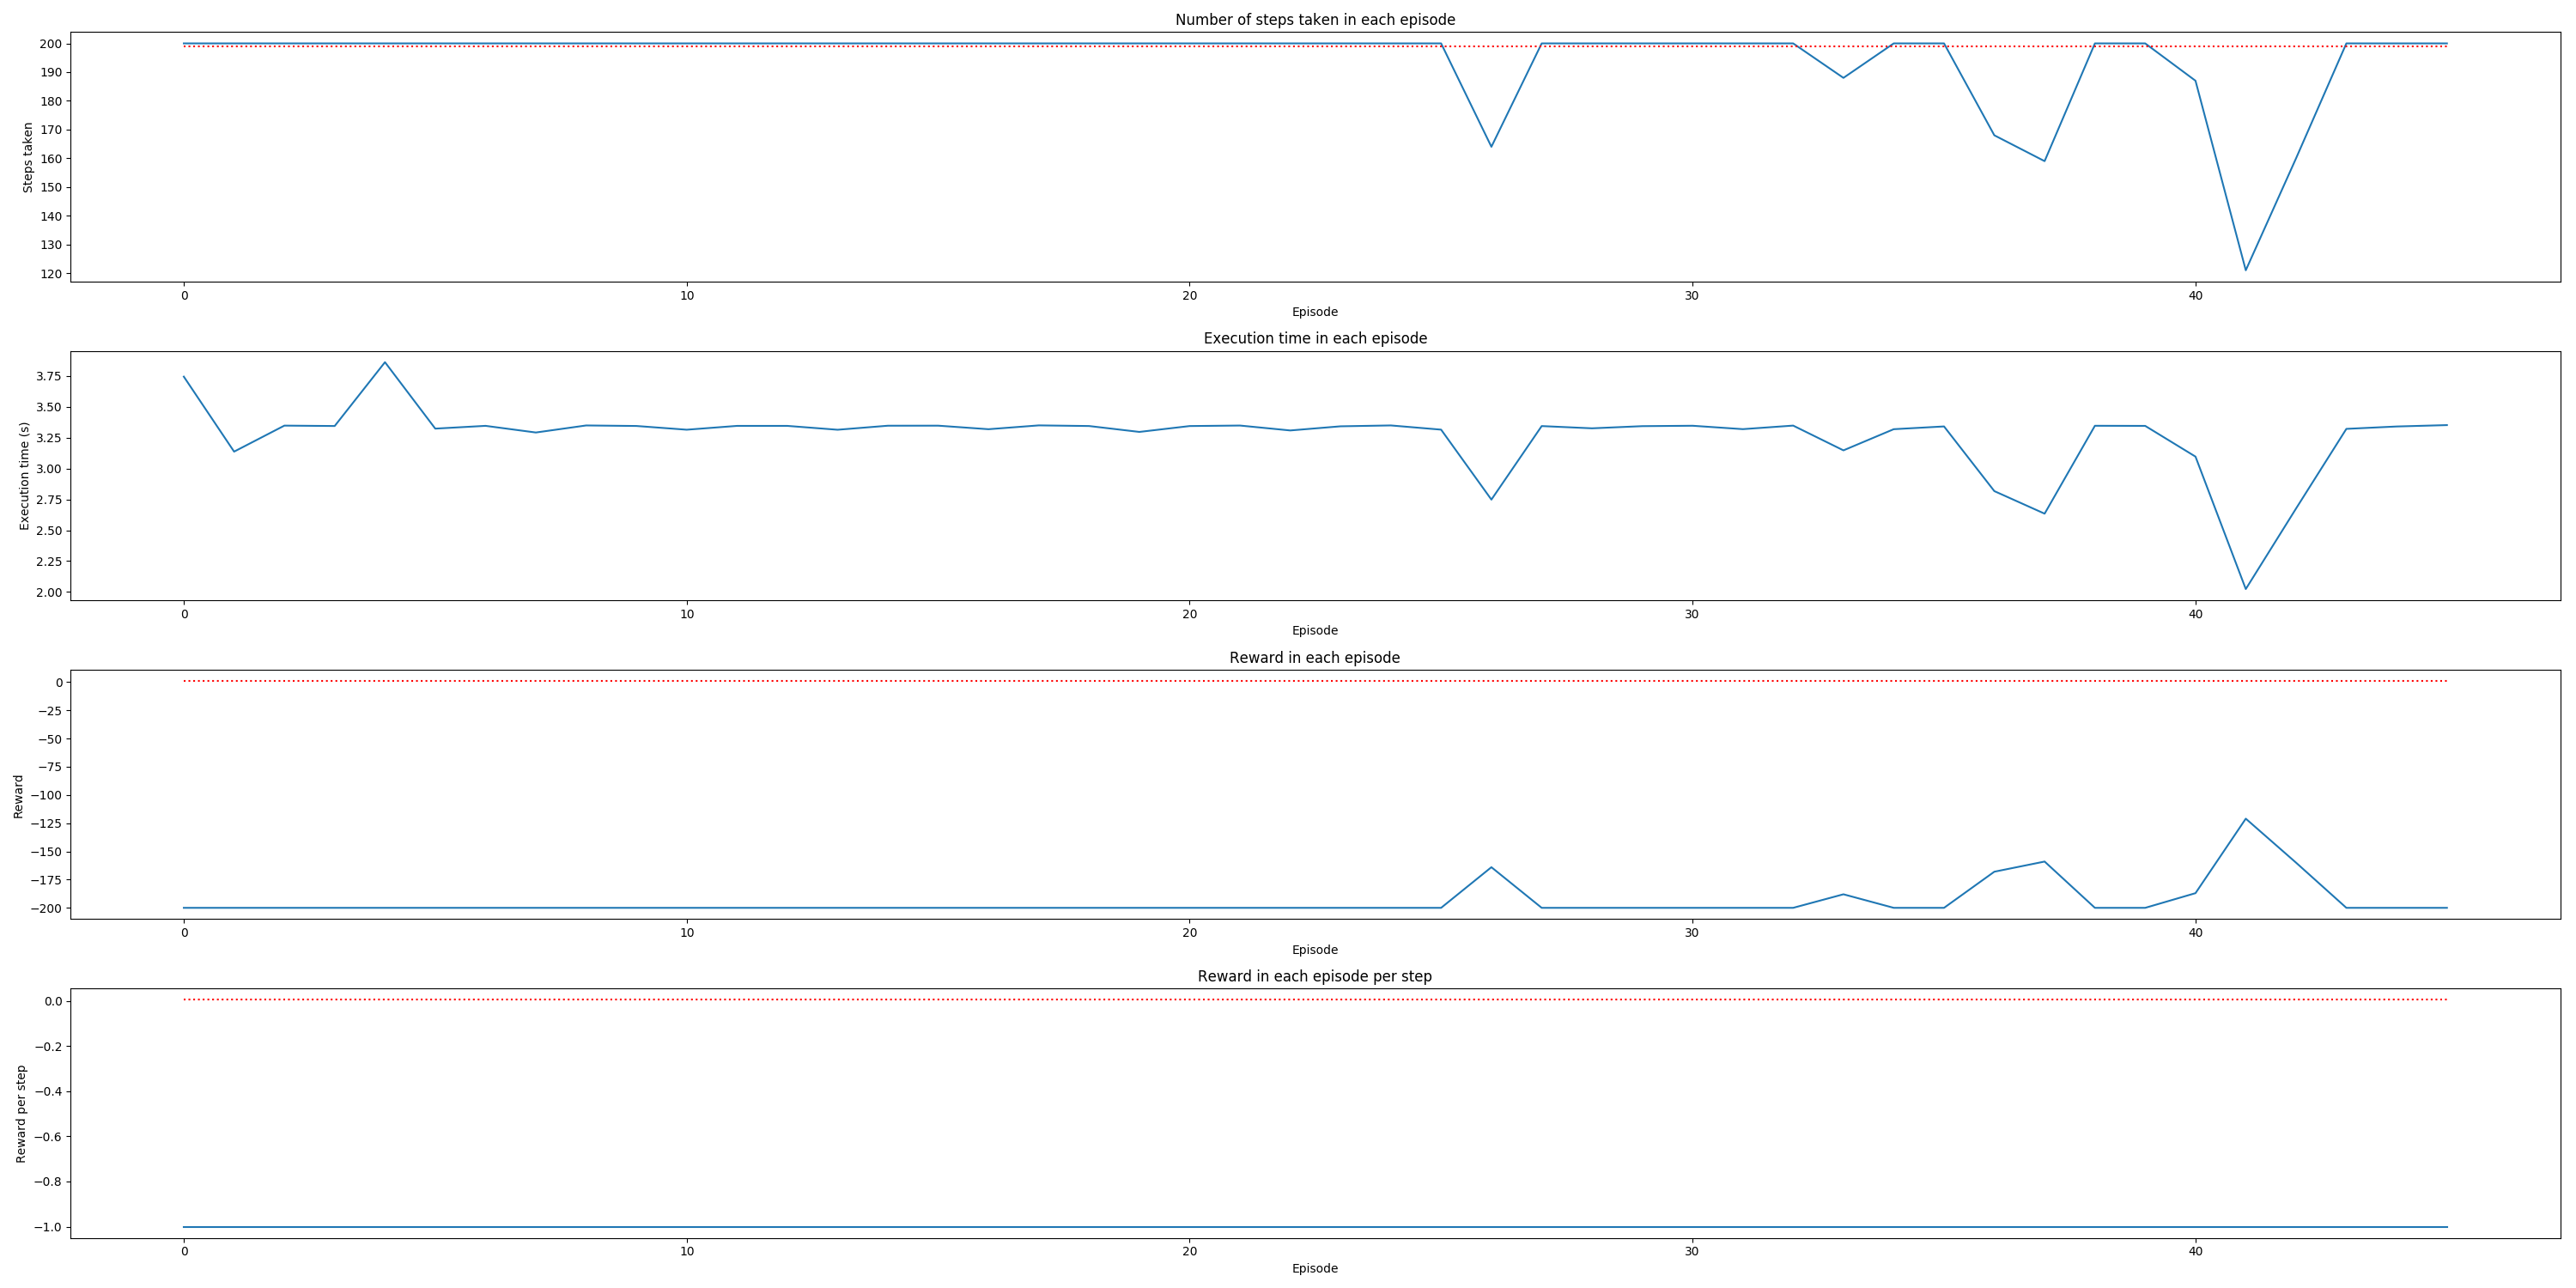 Number of steps taken in each episode
200
190
180
170
160
150
140
130
120
Steps taken
0 10 20 30 40
Episode
Execution time in each episode
3.75
3.50
3.25
3.00
2.75
2.50
2.25
2.00
Execution time (s)
0 10 20 30 40
Episode
Reward in each episode
0
−25
−50
−75
−100
−125
−150
−175
−200
Reward
0 10 20 30 40
Episode
Reward in each episode per step
0.0
−0.2
−0.4
−0.6
−0.8
−1.0
Reward per step
0 10 20 30 40
Episode